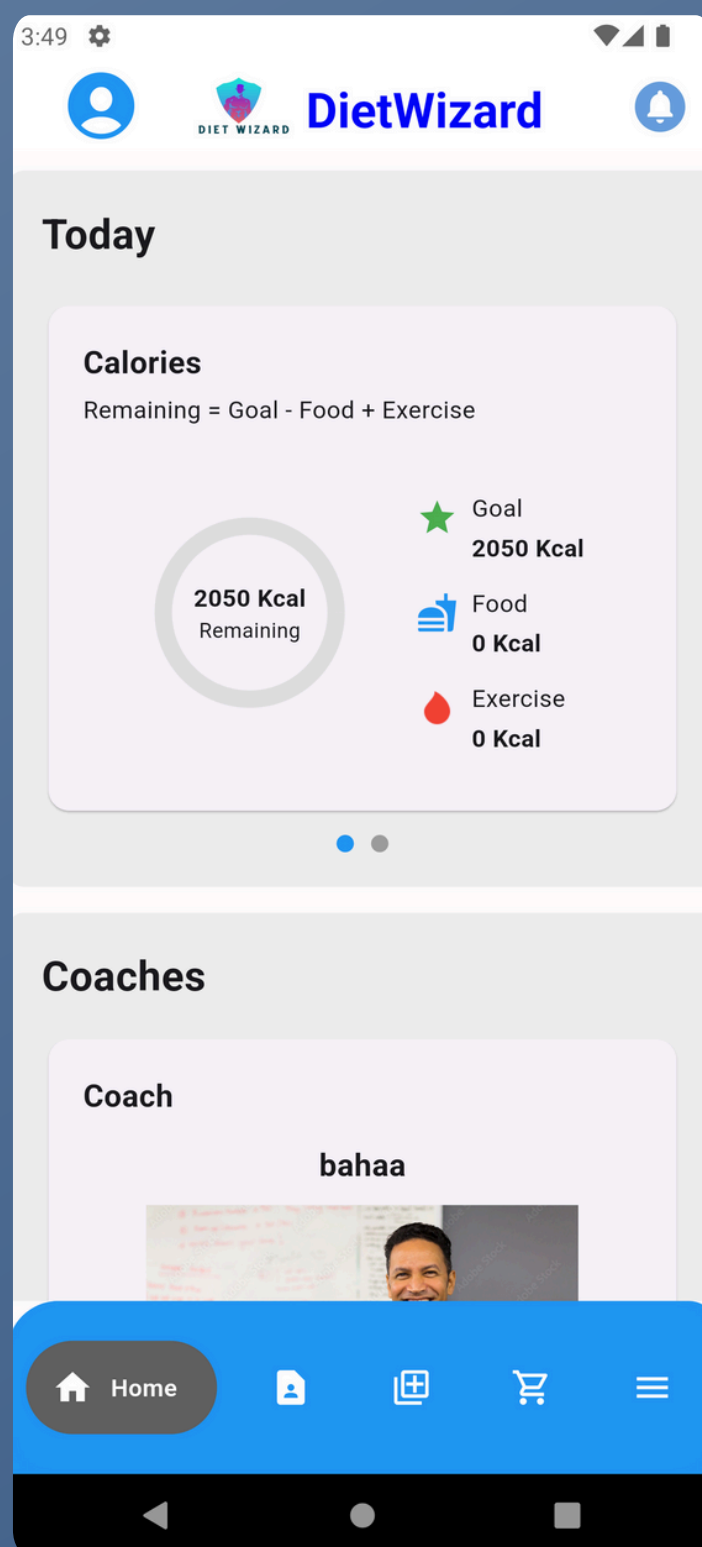 3:49
DIET WIZARD
DietWizard
Today
Calories
Remaining = Goal - Food + Exercise
2050 Kcal
Remaining
Goal
2050 Kcal
Food
0 Kcal
Exercise
0 Kcal
Coaches
Coach
bahaa
Home